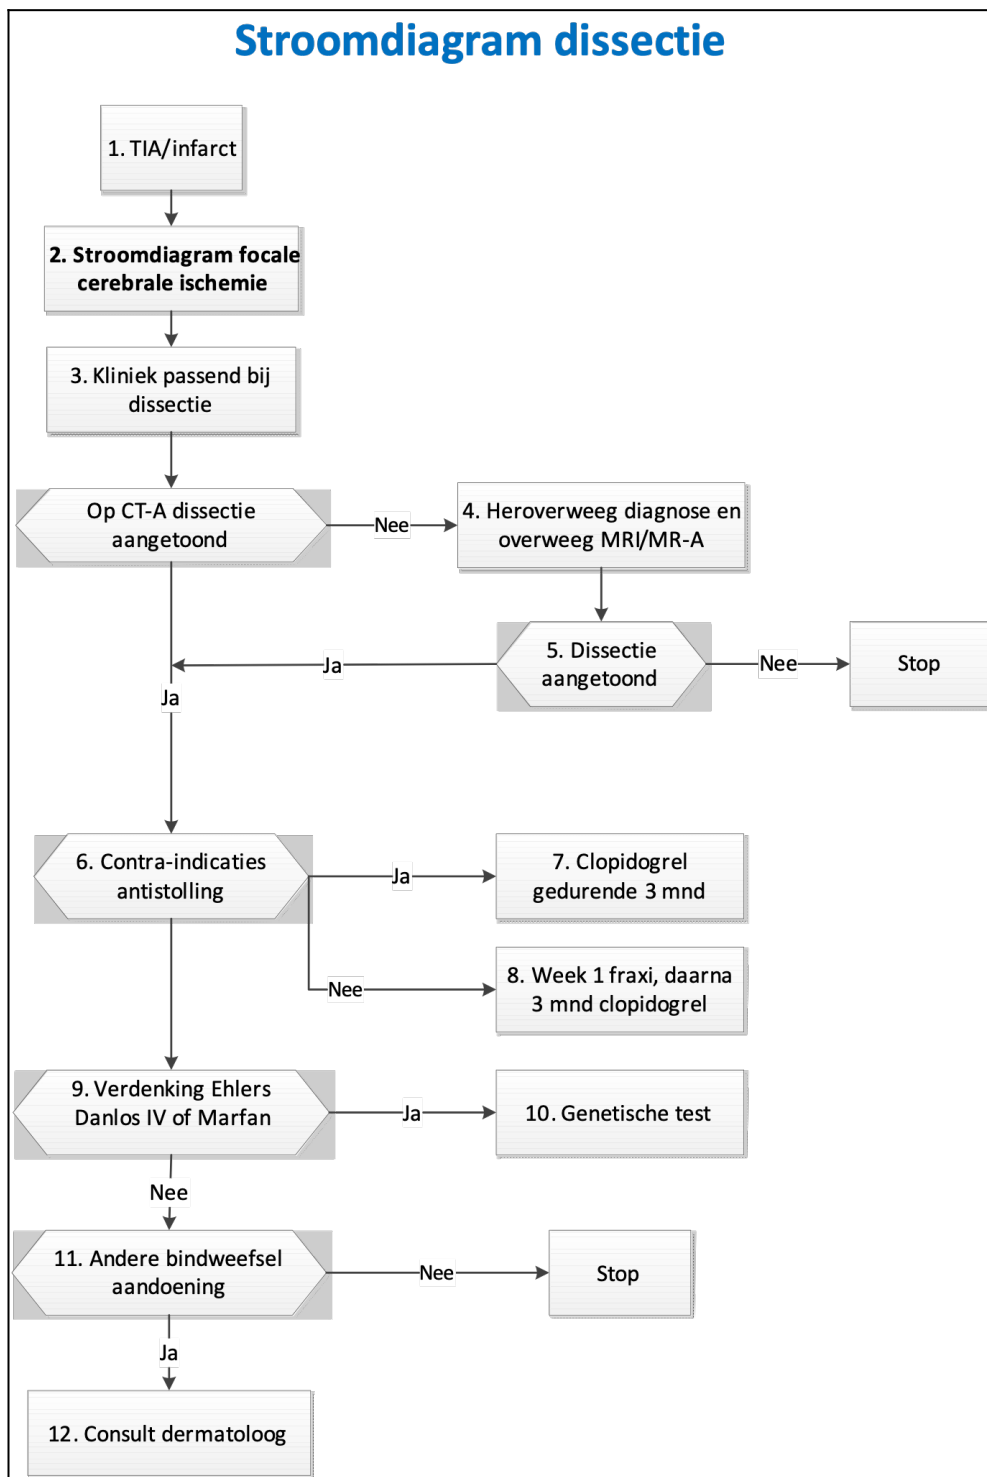 Stroomdiagram dissectie
1. TIA/infarct
2. Stroomdiagram focale
cerebrale ischemie
3. Kliniek passend bij
dissectie
Op CT-A dissectie
aangetoond
Nee
4. Heroverweeg diagnose en
overweeg MRI/MR-A
5. Dissectie
aangetoond
Nee
Stop
Ja
Ja
6. Contra-indicaties
antistolling
Ja
7. Clopidogrel
gedurende 3 mnd
Nee
8. Week 1 fraxi, daarna
3 mnd clopidogrel
9. Verdenking Ehlers
Danlos IV of Marfan
Ja
10. Genetische test
Nee
11. Andere bindweefsel
aandoening
Nee
Stop
Ja
12. Consult dermatoloog